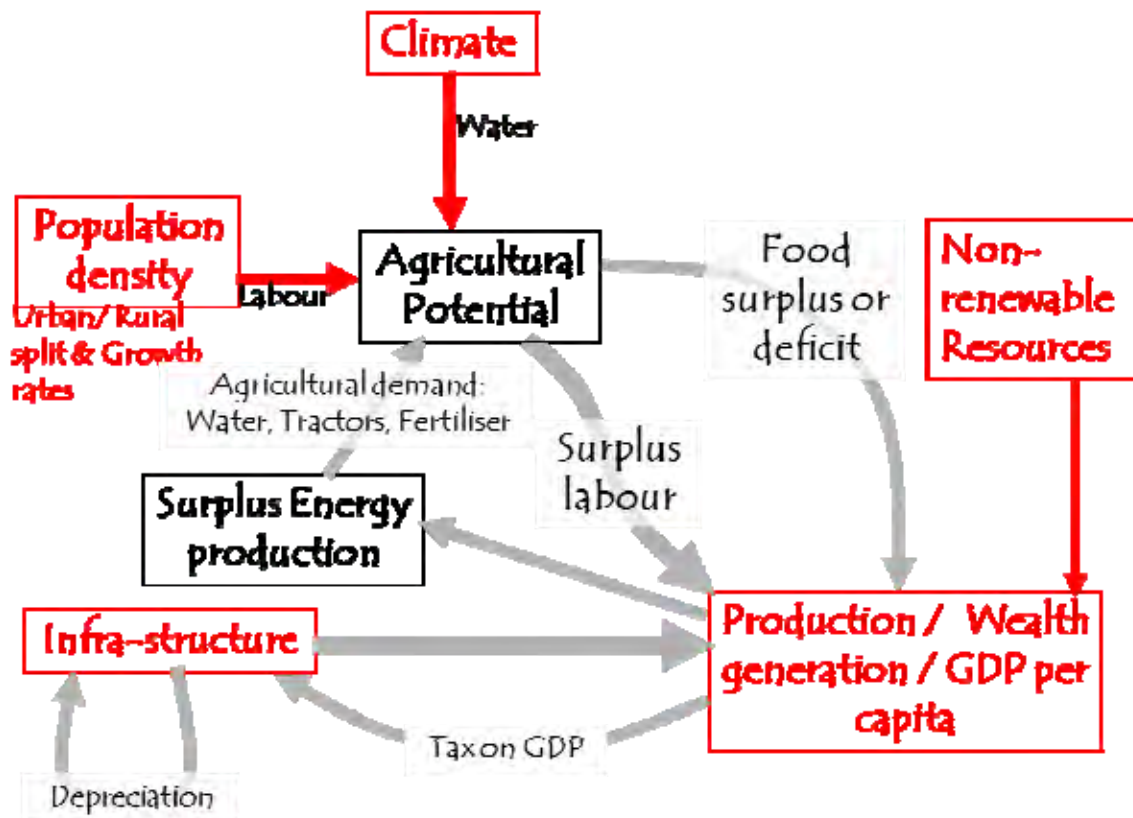 Climate
Water
Population
density
Urban/ Rural
split & Growth
rates
Labour
Agricultural
Potential
Food
surplus or
deficit
Non-
renewable
Resources
Agricultural demand:
Water, Tractors, Fertiliser
Surplus
labour
Surplus Energy
production
Infra-structure
Production / Wealth
generation / GDP per
capita
Tax on GDP
Depreciation